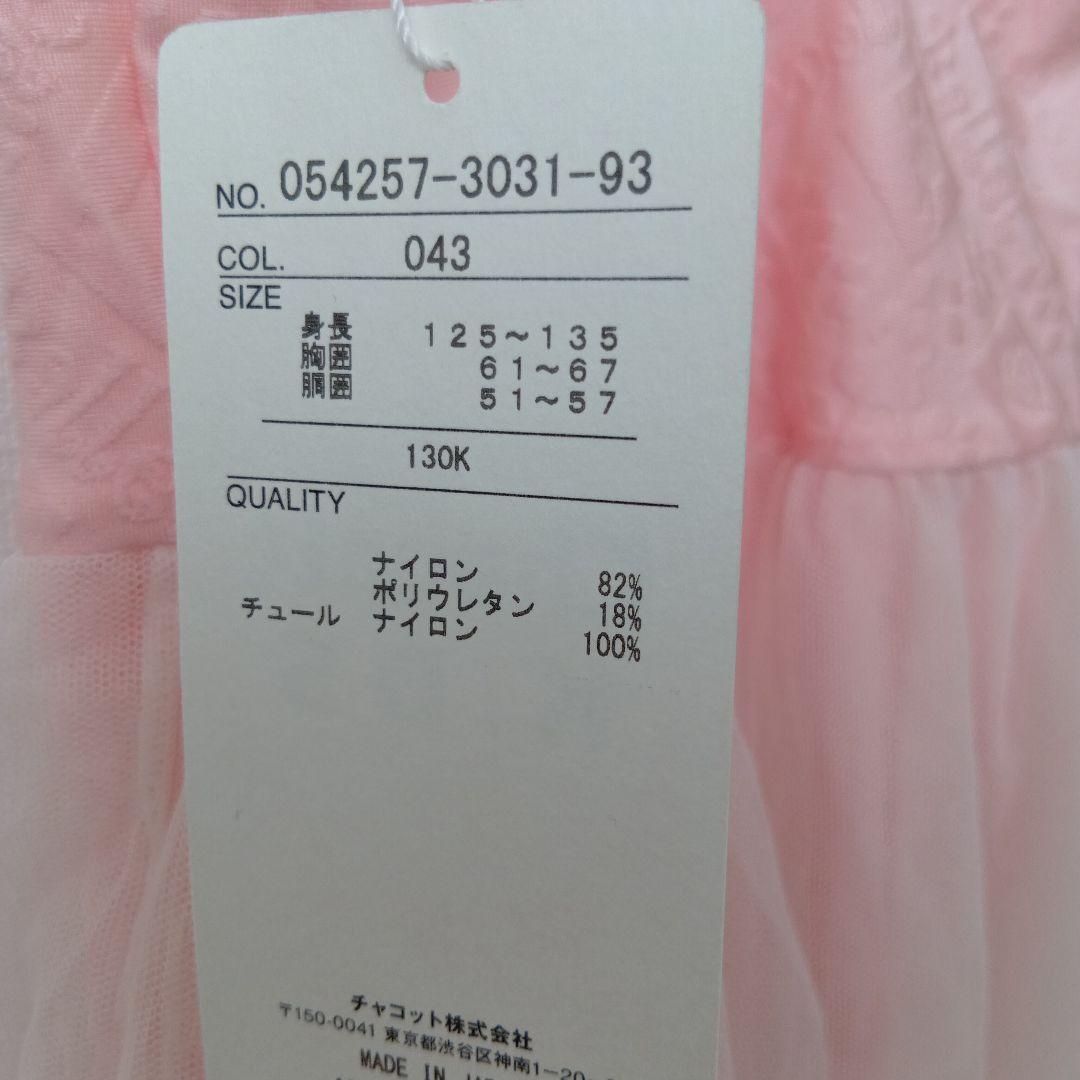 NO. 054257-3031-93
COL. 043
SIZE
身長 125～135
胸囲 61～67
胴囲 51～57
130K
QUALITY
ナイロン 82%
ポリウレタン 18%
チュール ナイロン 100%
チャコット株式会社
〒150-0041 東京都渋谷区神南1-20-
MADE IN